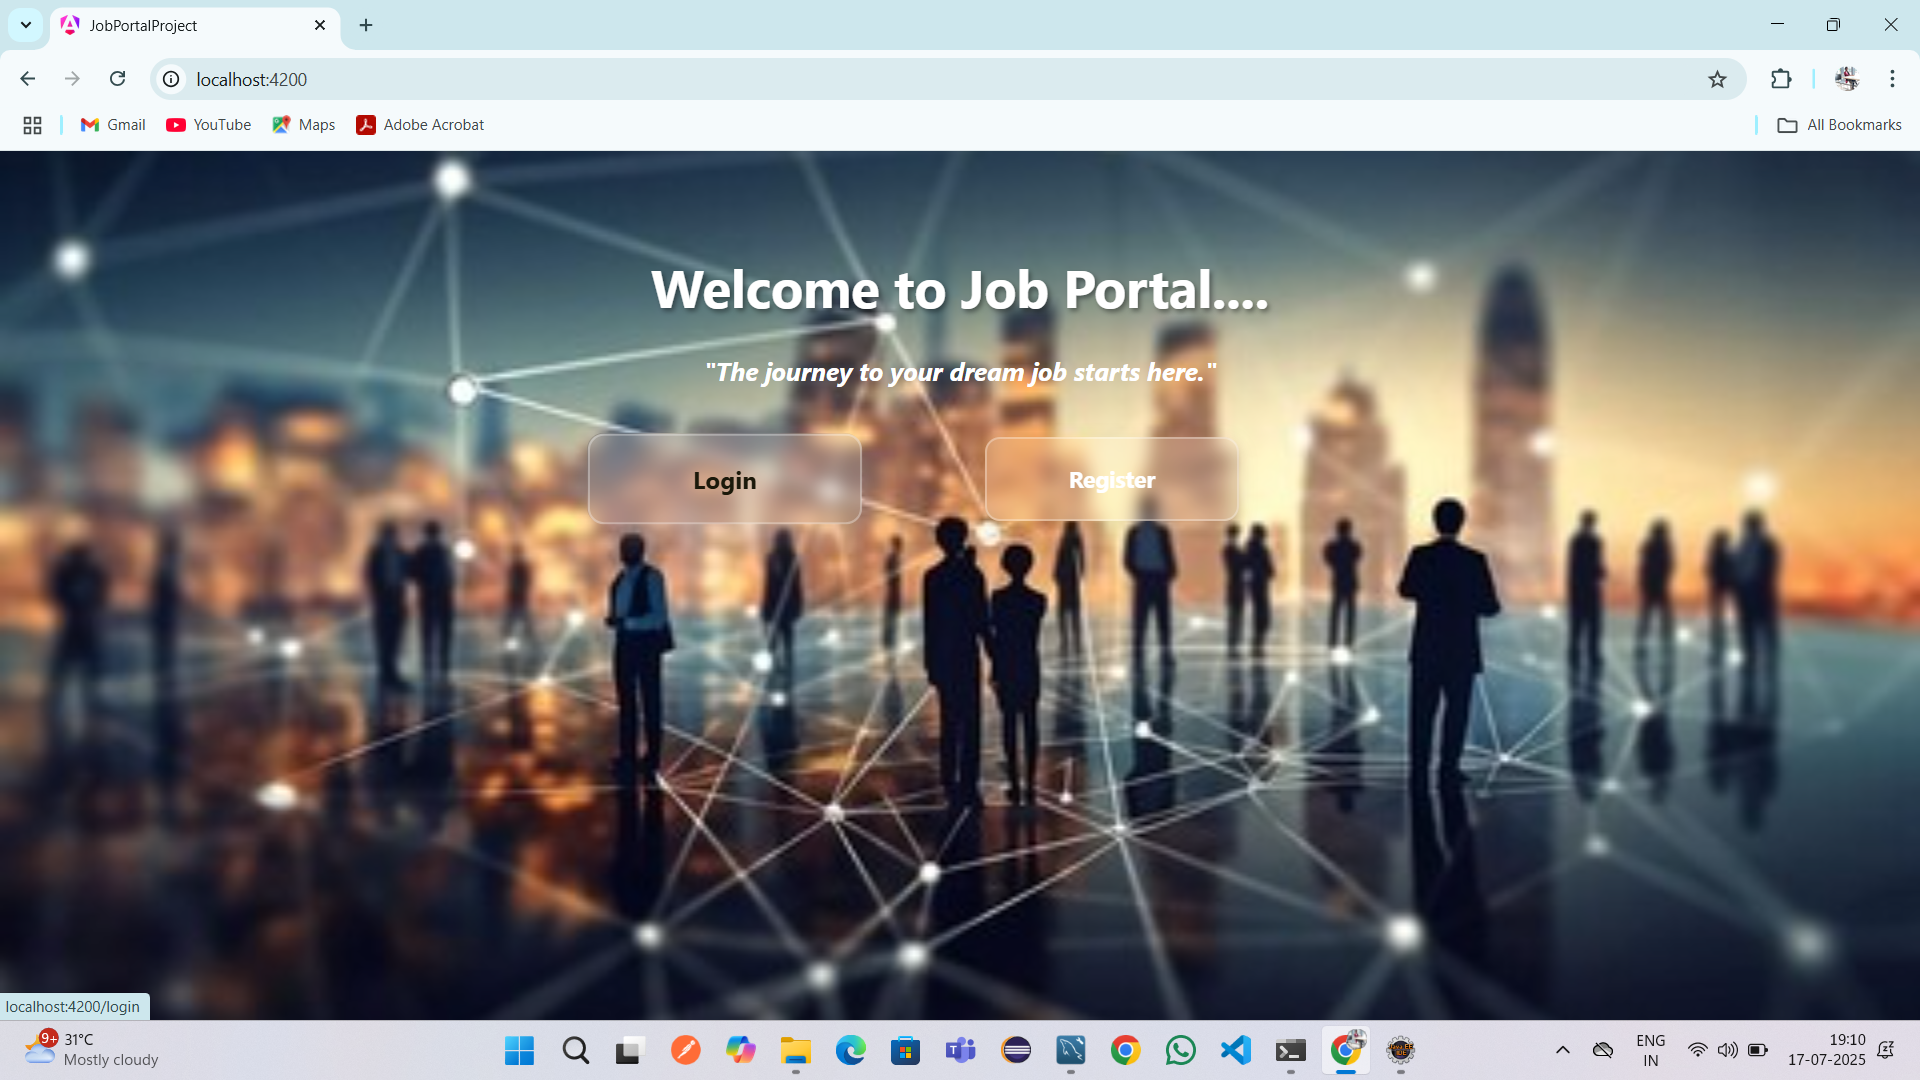 JobPortalProject
localhost:4200
Gmail
YouTube
Maps
Adobe Acrobat
All Bookmarks
Welcome to Job Portal....
"The journey to your dream job starts here."
Login
Register
localhost:4200/login
9+
31°C
Mostly cloudy
ENG
IN
19:10
17-07-2025